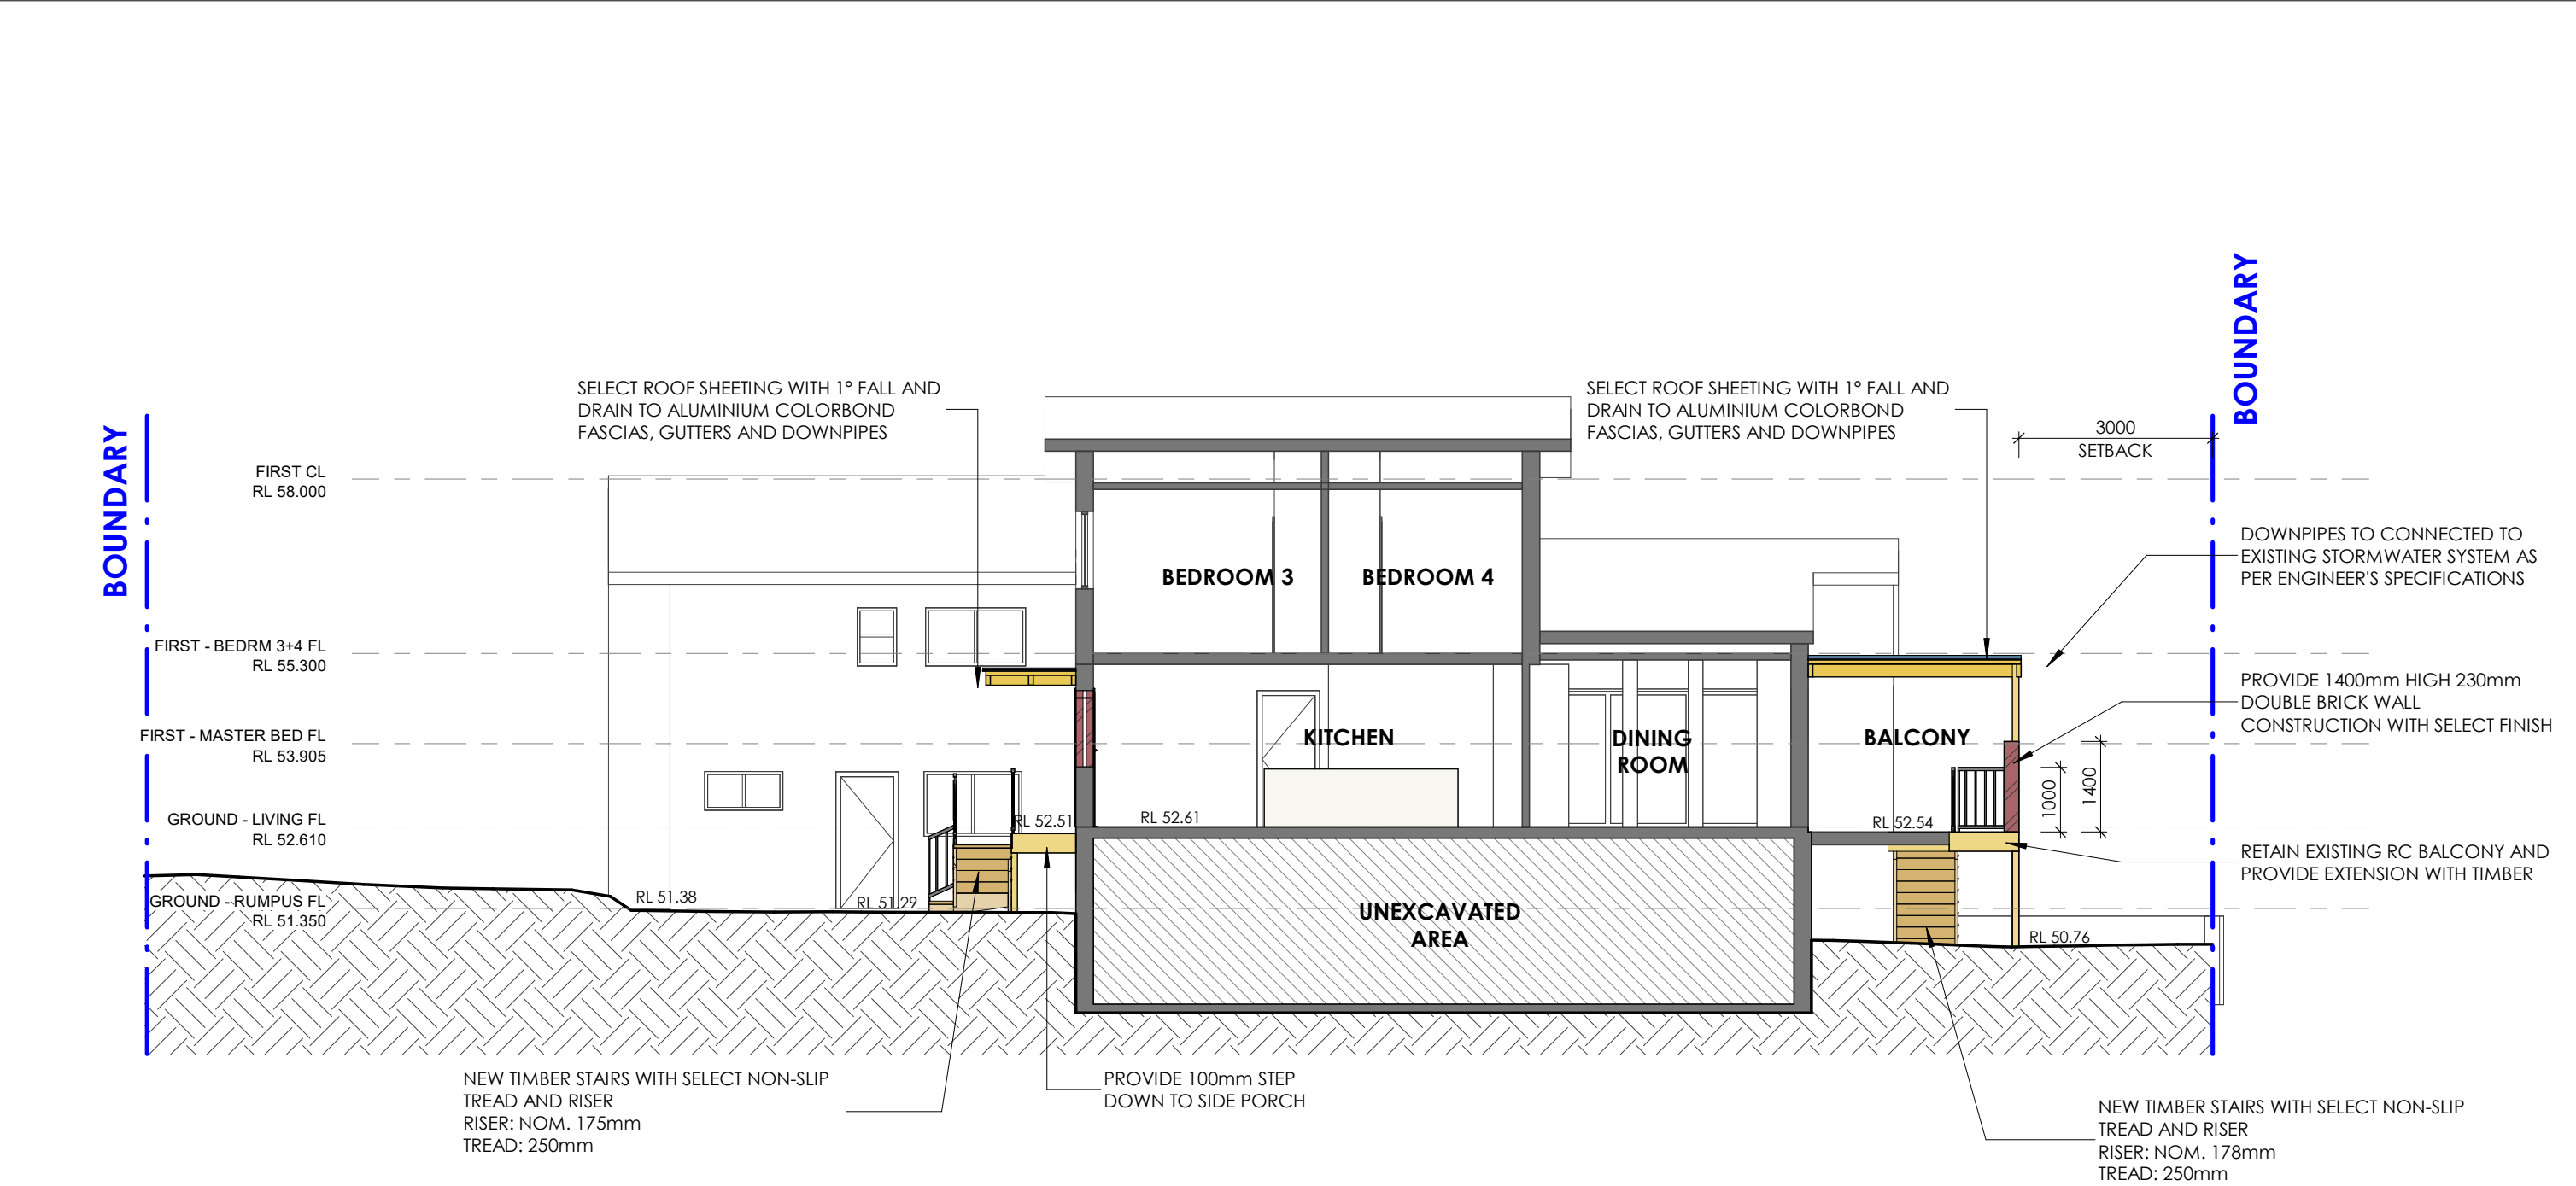 BOUNDARY
BOUNDARY
SELECT ROOF SHEETING WITH 1° FALL AND
DRAIN TO ALUMINIUM COLORBOND
FASCIAS, GUTTERS AND DOWNPIPES
SELECT ROOF SHEETING WITH 1° FALL AND
DRAIN TO ALUMINIUM COLORBOND
FASCIAS, GUTTERS AND DOWNPIPES
3000
SETBACK
FIRST CL
RL 58.000
DOWNPIPES TO CONNECTED TO
EXISTING STORMWATER SYSTEM AS
PER ENGINEER'S SPECIFICATIONS
BEDROOM 3
BEDROOM 4
FIRST - BEDRM 3+4 FL
RL 55.300
PROVIDE 1400mm HIGH 230mm
DOUBLE BRICK WALL
CONSTRUCTION WITH SELECT FINISH
FIRST - MASTER BED FL
RL 53.905
KITCHEN
DINING
ROOM
BALCONY
1000
1400
GROUND - LIVING FL
RL 52.610
RL 52.51
RL 52.61
RL 52.54
RETAIN EXISTING RC BALCONY AND
PROVIDE EXTENSION WITH TIMBER
GROUND - RUMPUS FL
RL 51.350
RL 51.38
RL 51.29
UNEXCAVATED
AREA
RL 50.76
NEW TIMBER STAIRS WITH SELECT NON-SLIP
TREAD AND RISER
RISER: NOM. 175mm
TREAD: 250mm
PROVIDE 100mm STEP
DOWN TO SIDE PORCH
NEW TIMBER STAIRS WITH SELECT NON-SLIP
TREAD AND RISER
RISER: NOM. 178mm
TREAD: 250mm